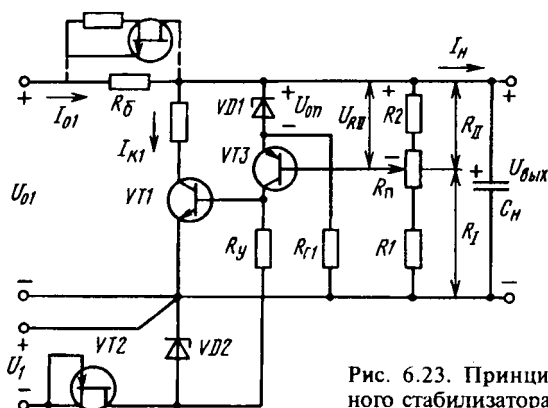 I_н
+ I_01 R_б + +
VD1 + U_оп − U_RII + R2 R_II
I_к1
VT3 − R_п + U_вых
VT1
U_01 C_н
R_у R_Г1 R1 R_I
− −
+
U_1 VT2 VD2
−
Рис. 6.23. Принци
ного стабилизатора